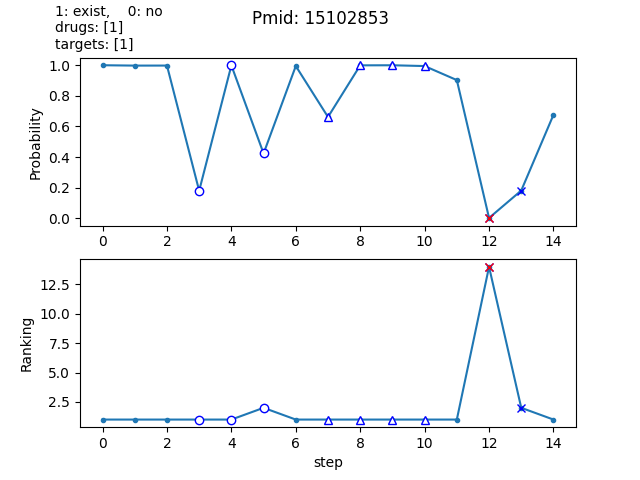 1: exist,    0: no
drugs: [1]
targets: [1]
Pmid: 15102853
Probability
1.0
0.8
0.6
0.4
0.2
0.0
0 2 4 6 8 10 12 14
Ranking
12.5
10.0
7.5
5.0
2.5
0 2 4 6 8 10 12 14
step